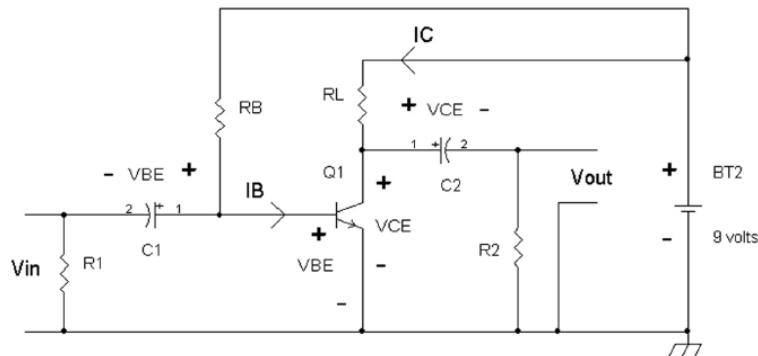 IC
RB
RL
+ VCE -
- VBE +
Q1
1 + 2
C2
+
+
BT2
Vout
IB
2 + 1
C1
+
VCE
VBE
-
-
9 volts
Vin
R1
R2
-